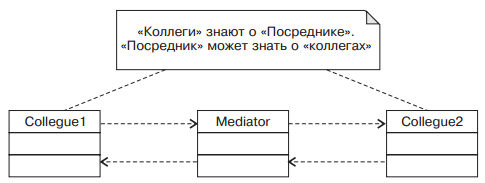 «Коллеги» знают о «Посреднике».
«Посредник» может знать о «коллегах»
Collegue1
Mediator
Collegue2